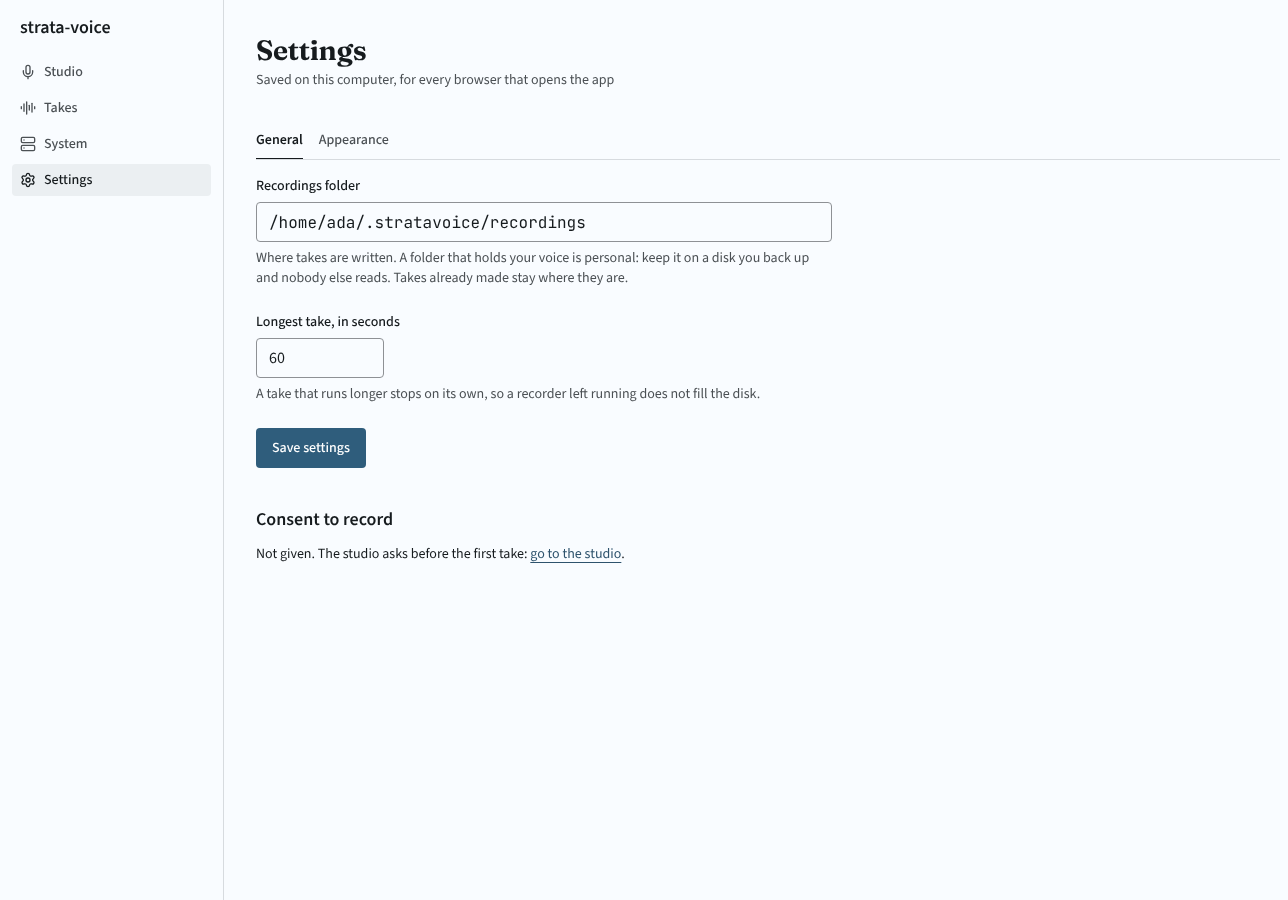 strata-voice
Studio
Takes
System
Settings
Settings
Saved on this computer, for every browser that opens the app
General
Appearance
Recordings folder
/home/ada/.stratavoice/recordings
Where takes are written. A folder that holds your voice is personal: keep it on a disk you back up
and nobody else reads. Takes already made stay where they are.
Longest take, in seconds
60
A take that runs longer stops on its own, so a recorder left running does not fill the disk.
Save settings
Consent to record
Not given. The studio asks before the first take: go to the studio.